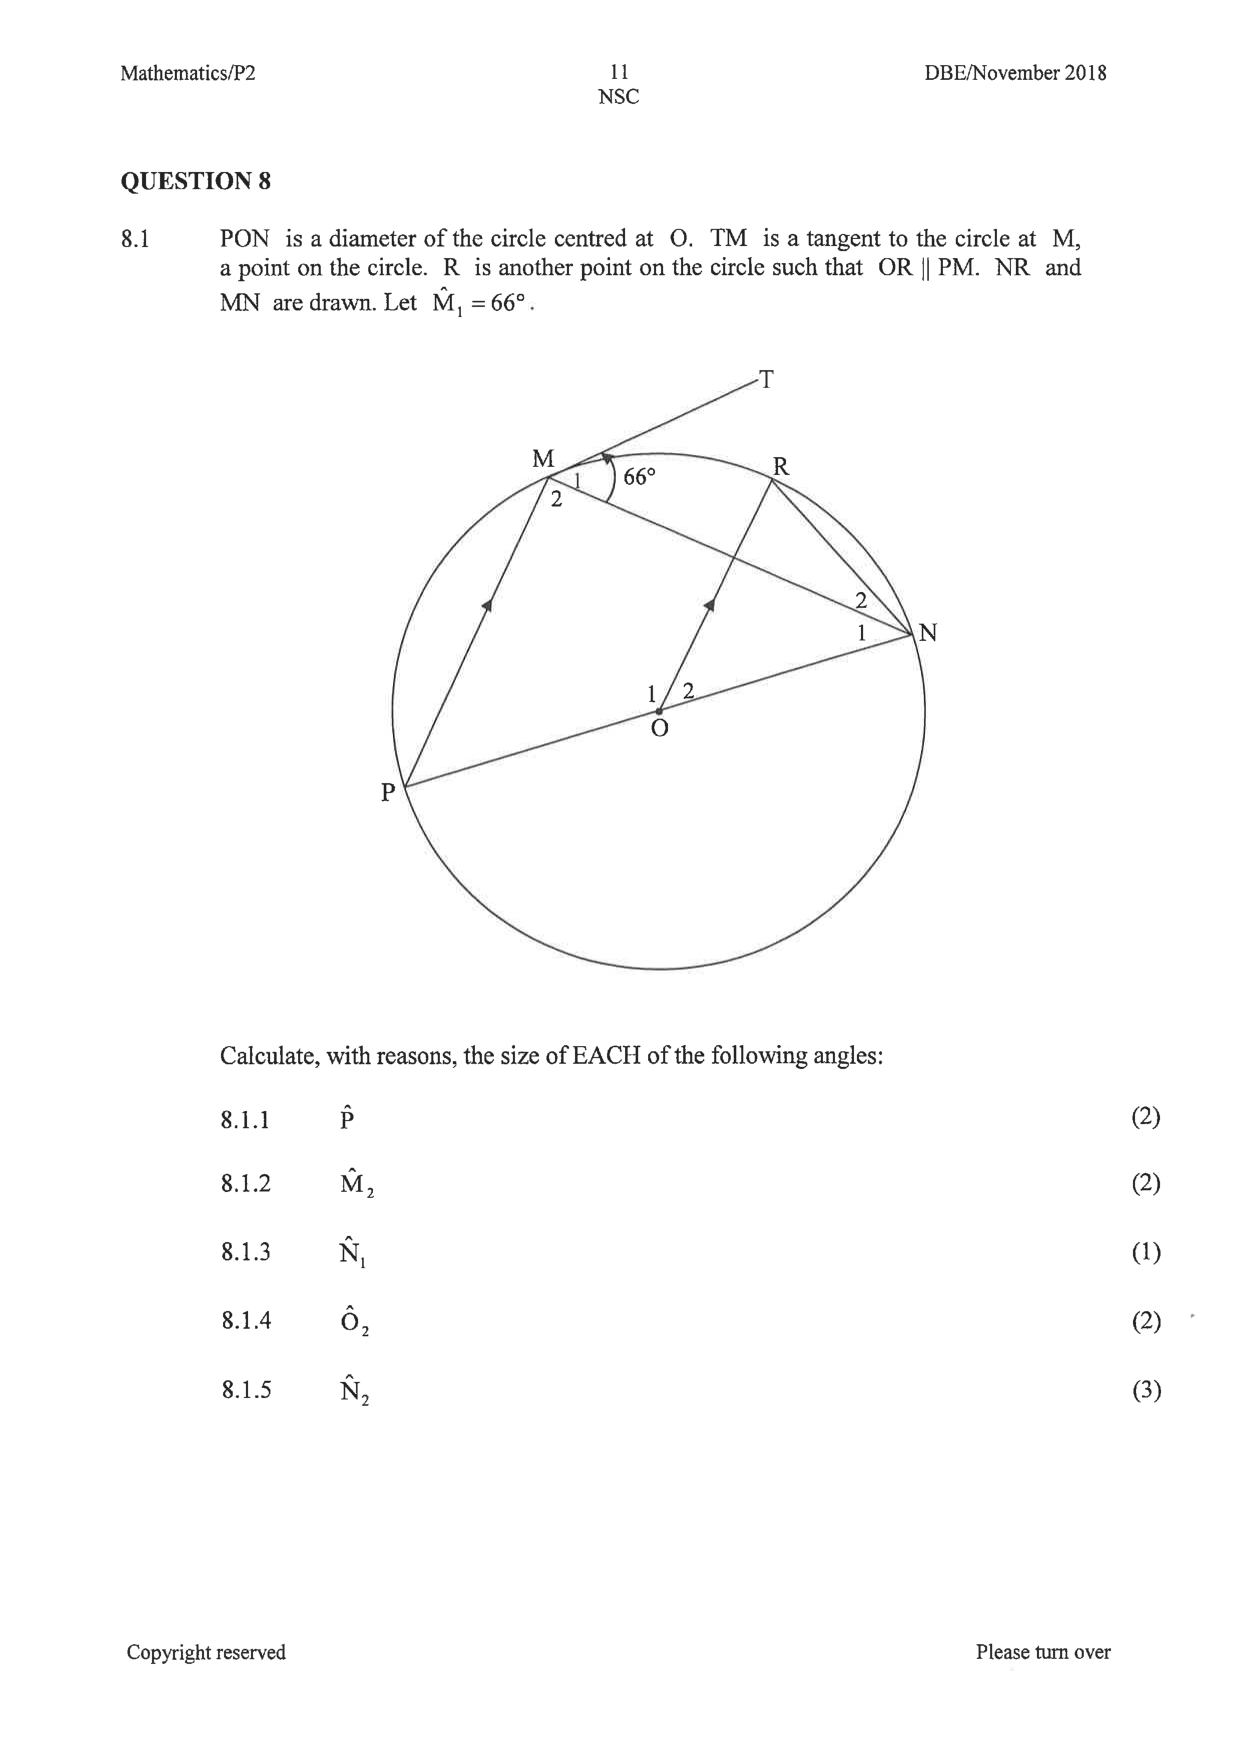 Mathematics/P2 11 DBE/November 2018
NSC
QUESTION 8
8.1 PON is a diameter of the circle centred at O. TM is a tangent to the circle at M,
a point on the circle. R is another point on the circle such that OR || PM. NR and
MN are drawn. Let M̂₁ = 66°.
T
M
R
1
66°
2
2
1
N
1
2
O
P
Calculate, with reasons, the size of EACH of the following angles:
8.1.1 P̂ (2)
8.1.2 M̂₂ (2)
8.1.3 N̂₁ (1)
8.1.4 Ô₂ (2)
8.1.5 N̂₂ (3)
Copyright reserved Please turn over